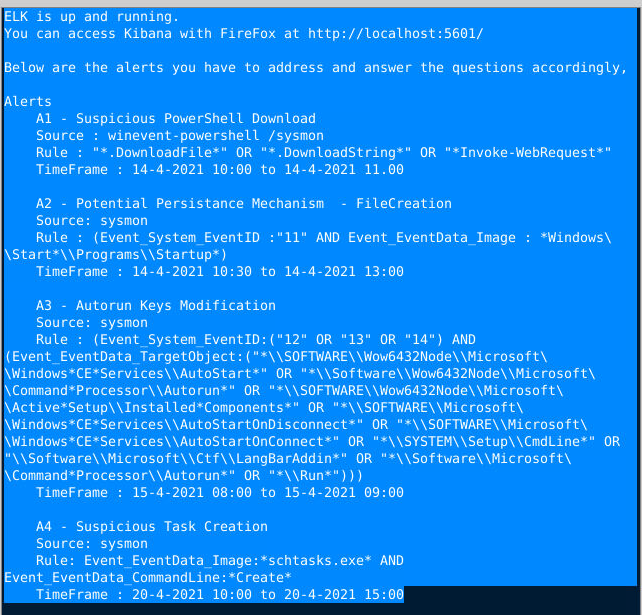 ELK is up and running.
You can access Kibana with FireFox at http://localhost:5601/
Below are the alerts you have to address and answer the questions accordingly,
Alerts
A1 - Suspicious PowerShell Download
Source : winevent-powershell /sysmon
Rule : "*.DownloadFile*" OR "*.DownloadString*" OR "*Invoke-WebRequest*"
TimeFrame : 14-4-2021 10:00 to 14-4-2021 11.00
A2 - Potential Persistance Mechanism  - FileCreation
Source: sysmon
Rule : (Event_System_EventID :"11" AND Event_EventData_Image : *Windows\
\Start*\\Programs\\Startup*)
TimeFrame : 14-4-2021 10:30 to 14-4-2021 13:00
A3 - Autorun Keys Modification
Source: sysmon
Rule : (Event_System_EventID:("12" OR "13" OR "14") AND
(Event_EventData_TargetObject:("*\\SOFTWARE\\Wow6432Node\\Microsoft\
\Windows*CE*Services\\AutoStart*" OR "*\\Software\\Wow6432Node\\Microsoft\
\Command*Processor\\Autorun*" OR "*\\SOFTWARE\\Wow6432Node\\Microsoft\
\Active*Setup\\Installed*Components*" OR "*\\SOFTWARE\\Microsoft\
\Windows*CE*Services\\AutoStartOnDisconnect*" OR "*\\SOFTWARE\\Microsoft\
\Windows*CE*Services\\AutoStartOnConnect*" OR "*\\SYSTEM\\Setup\\CmdLine*" OR
"\\Software\\Microsoft\\Ctf\\LangBarAddin*" OR "*\\Software\\Microsoft\
\Command*Processor\\Autorun*" OR "*\\Run*")))
TimeFrame : 15-4-2021 08:00 to 15-4-2021 09:00
A4 - Suspicious Task Creation
Source: sysmon
Rule: Event_EventData_Image:*schtasks.exe* AND
Event_EventData_CommandLine:*Create*
TimeFrame : 20-4-2021 10:00 to 20-4-2021 15:00